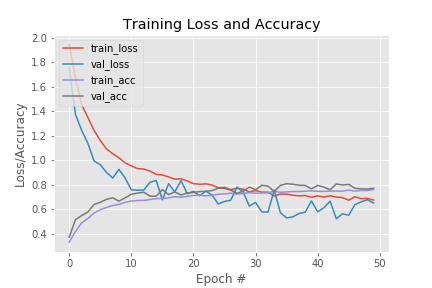 Training Loss and Accuracy
2.0
1.8
1.6
1.4
1.2
1.0
0.8
0.6
0.4
Loss/Accuracy
train_loss
val_loss
train_acc
val_acc
0 10 20 30 40 50
Epoch #